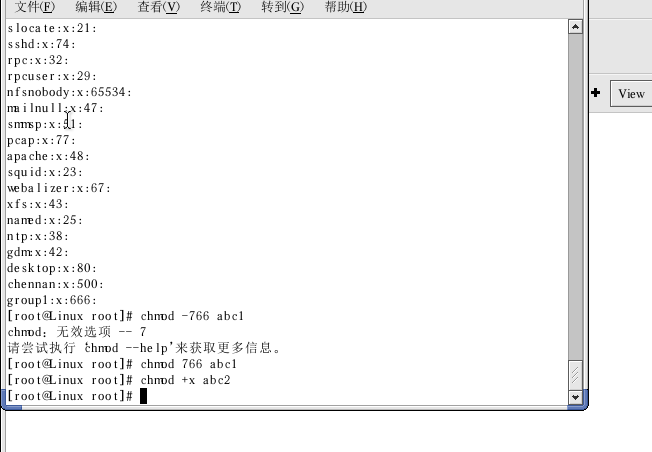 文件(F) 编辑(E) 查看(V) 终端(T) 转到(G) 帮助(H)
slocate:x:21:
sshd:x:74:
rpc:x:32:
rpcuser:x:29:
nfsnobody:x:65534:
mailnull:x:47:
smmsp:x:51:
pcap:x:77:
apache:x:48:
squid:x:23:
webalizer:x:67:
xfs:x:43:
named:x:25:
ntp:x:38:
gdm:x:42:
desktop:x:80:
chennan:x:500:
group1:x:666:
[root@Linux root]# chmod -766 abc1
chmod：无效选项 -- 7
请尝试执行‘chmod --help’来获取更多信息。
[root@Linux root]# chmod 766 abc1
[root@Linux root]# chmod +x abc2
[root@Linux root]#
View